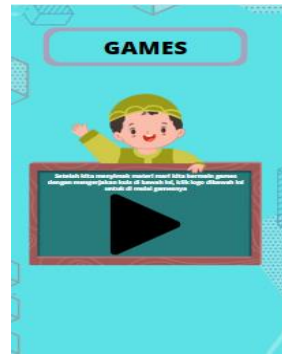 GAMES
Setelah kita menyimak materi mari kita bermain games
dengan mengerjakan kuis di bawah ini, klik logo dibawah ini
untuk di mulai gamesnya